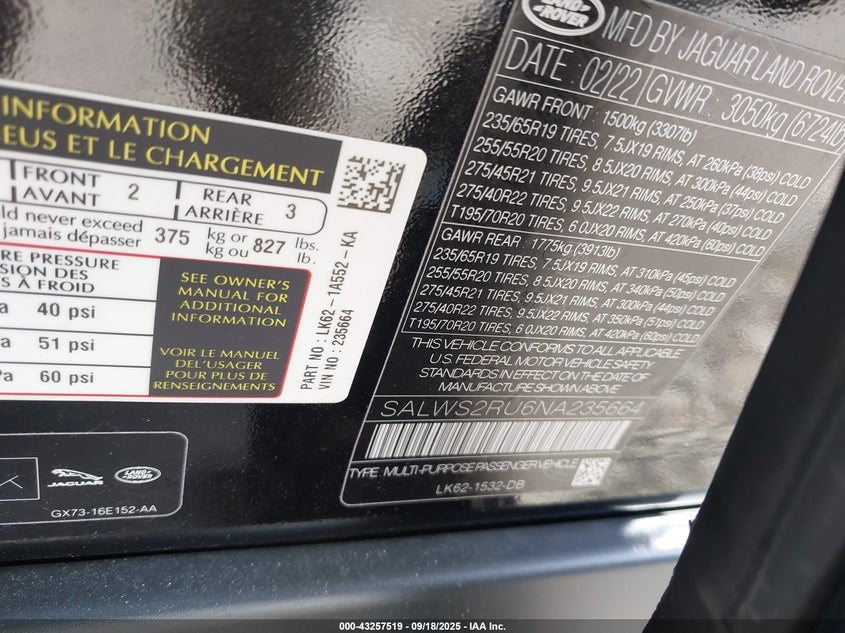 INFORMATION
EUS ET LE CHARGEMENT
FRONT
AVANT 2 REAR
ARRIÈRE 3
ld never exceed
jamais dépasser 375 kg or
kg ou 827 lbs.
lb.
RE PRESSURE
SION DES
S À FROID
40 psi
51 psi
Pa 60 psi
SEE OWNER'S
MANUAL FOR
ADDITIONAL
INFORMATION
VOIR LE MANUEL
DEL'USAGER
POUR PLUS DE
RENSEIGNEMENTS
PART NO : LK62-1A552-KA
VIN NO : 235664
JAGUAR
LAND ROVER
GX73-16E152-AA
LAND ROVER
MFD BY JAGUAR LAND ROVER
DATE: 02/22 GVWR: 3050kg (6724lb
GAWR FRONT: 1500kg (3307lb)
235/65R19 TIRES, 7.5JX19 RIMS, AT 260kPa (38psi) COLD
255/55R20 TIRES, 8.5JX20 RIMS, AT 300kPa (44psi) COLD
275/45R21 TIRES, 9.5JX21 RIMS, AT 250kPa (37psi) COLD
275/40R22 TIRES, 9.5JX22 RIMS, AT 270kPa (40psi) COLD
T195/70R20 TIRES, 6.0JX20 RIMS, AT 420kPa (60psi) COLD
GAWR REAR : 1775kg (3913lb)
235/65R19 TIRES, 7.5JX19 RIMS, AT 310kPa (45psi) COLD
255/55R20 TIRES, 8.5JX20 RIMS, AT 340kPa (50psi) COLD
275/45R21 TIRES, 9.5JX21 RIMS, AT 300kPa (44psi) COLD
275/40R22 TIRES, 9.5JX22 RIMS, AT 350kPa (51psi) COLD
T195/70R20 TIRES, 6.0JX20 RIMS, AT 420kPa (60psi) COLD
THIS VEHICLE CONFORMS TO ALL APPLICABLE
U.S. FEDERAL MOTOR VEHICLE SAFETY
STANDARDS IN EFFECT ON THE DATE OF
MANUFACTURE SHOWN ABOVE
SALWS2RU6NA235664
TYPE: MULTI-PURPOSE PASSENGER VEHICLE
LK62-1532-DB
000-43257519 - 09/18/2025 - IAA Inc.